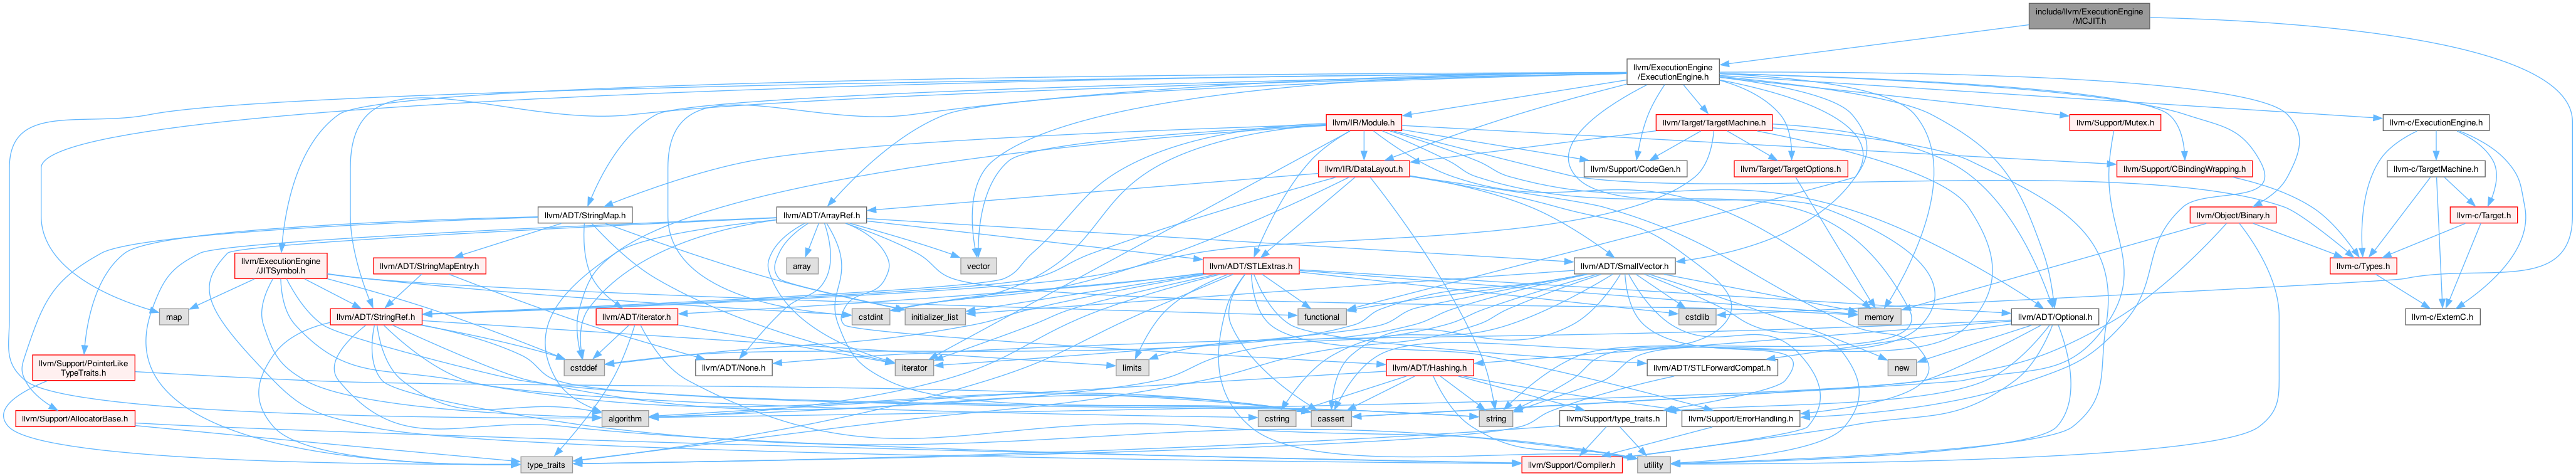 include/llvm/ExecutionEngine
/MCJIT.h
llvm/ExecutionEngine
/ExecutionEngine.h
llvm/IR/Module.h
llvm/Target/TargetMachine.h
llvm/Support/Mutex.h
llvm-c/ExecutionEngine.h
llvm/IR/DataLayout.h
llvm/Support/CodeGen.h
llvm/Target/TargetOptions.h
llvm/Support/CBindingWrapping.h
llvm-c/TargetMachine.h
llvm/ADT/StringMap.h
llvm/ADT/ArrayRef.h
llvm/Object/Binary.h
llvm-c/Target.h
llvm/ExecutionEngine
/JITSymbol.h
llvm/ADT/StringMapEntry.h
array
vector
llvm/ADT/STLExtras.h
llvm/ADT/SmallVector.h
llvm-c/Types.h
map
llvm/ADT/StringRef.h
llvm/ADT/iterator.h
cstdint
initializer_list
functional
cstdlib
memory
llvm/ADT/Optional.h
llvm-c/ExternC.h
llvm/Support/PointerLike
TypeTraits.h
cstddef
llvm/ADT/None.h
iterator
limits
llvm/ADT/Hashing.h
llvm/ADT/STLForwardCompat.h
new
llvm/Support/AllocatorBase.h
algorithm
cstring
cassert
string
llvm/Support/type_traits.h
llvm/Support/ErrorHandling.h
type_traits
llvm/Support/Compiler.h
utility